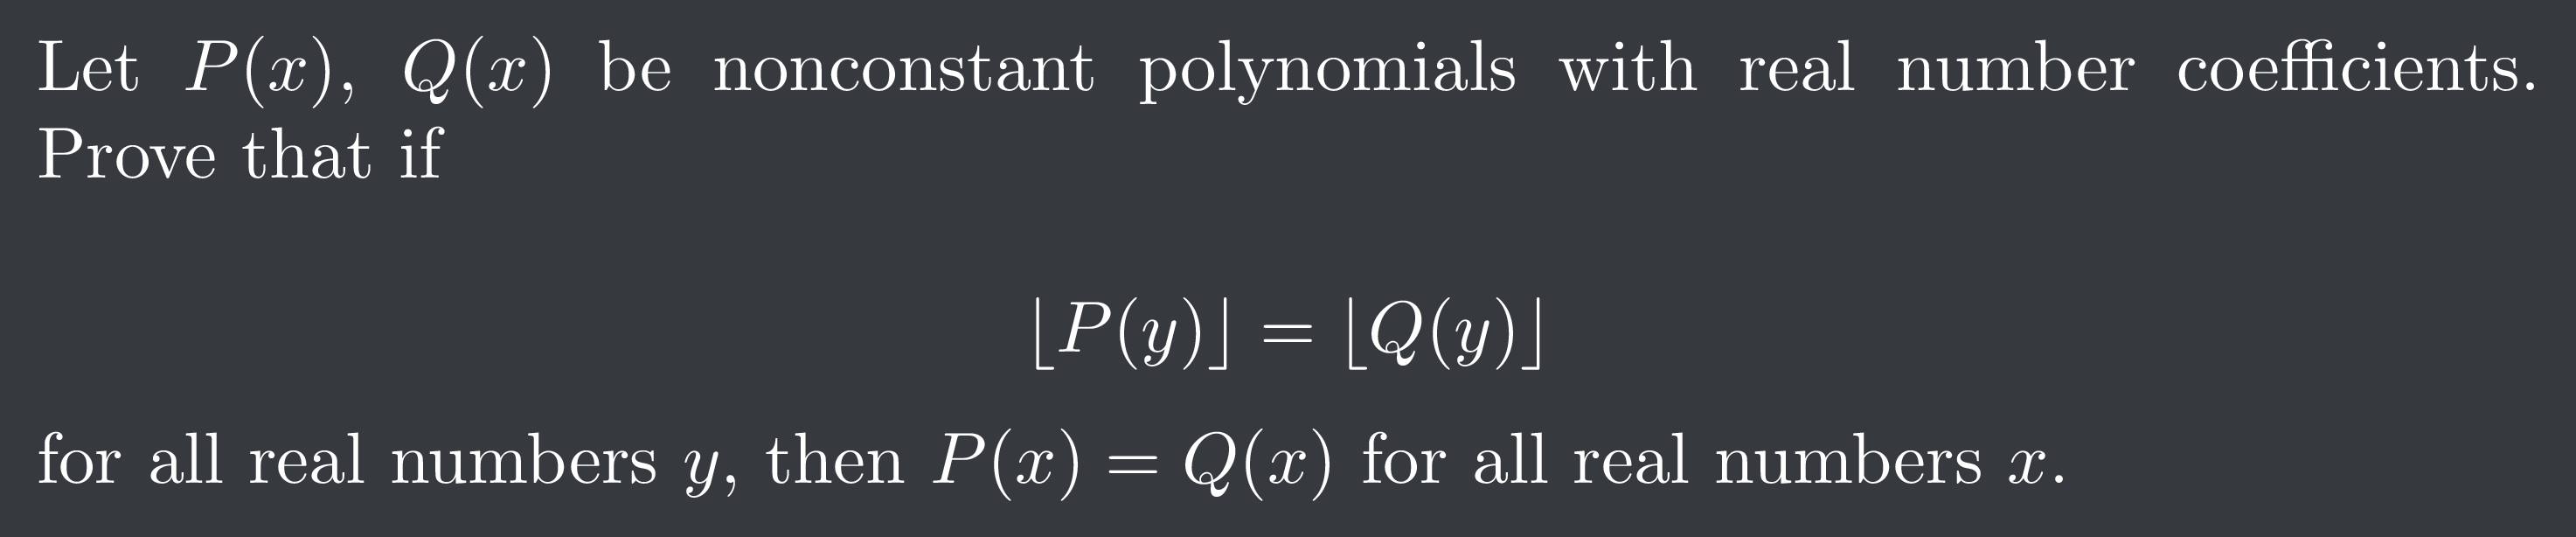 Let P(x), Q(x) be nonconstant polynomials with real number coefficients.
Prove that if
⌊P(y)⌋ = ⌊Q(y)⌋
for all real numbers y, then P(x) = Q(x) for all real numbers x.